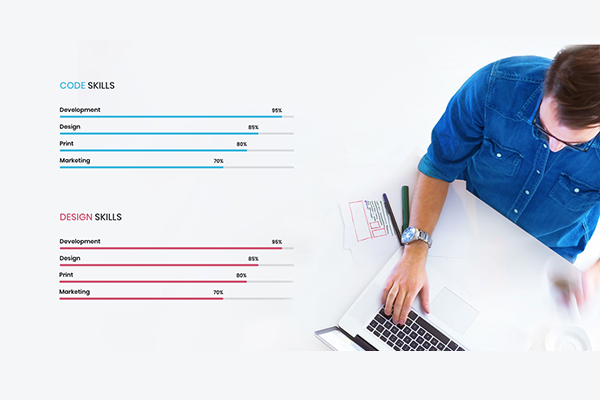 CODE SKILLS
Development 95%
Design 85%
Print 80%
Marketing 70%
DESIGN SKILLS
Development 95%
Design 85%
Print 80%
Marketing 70%